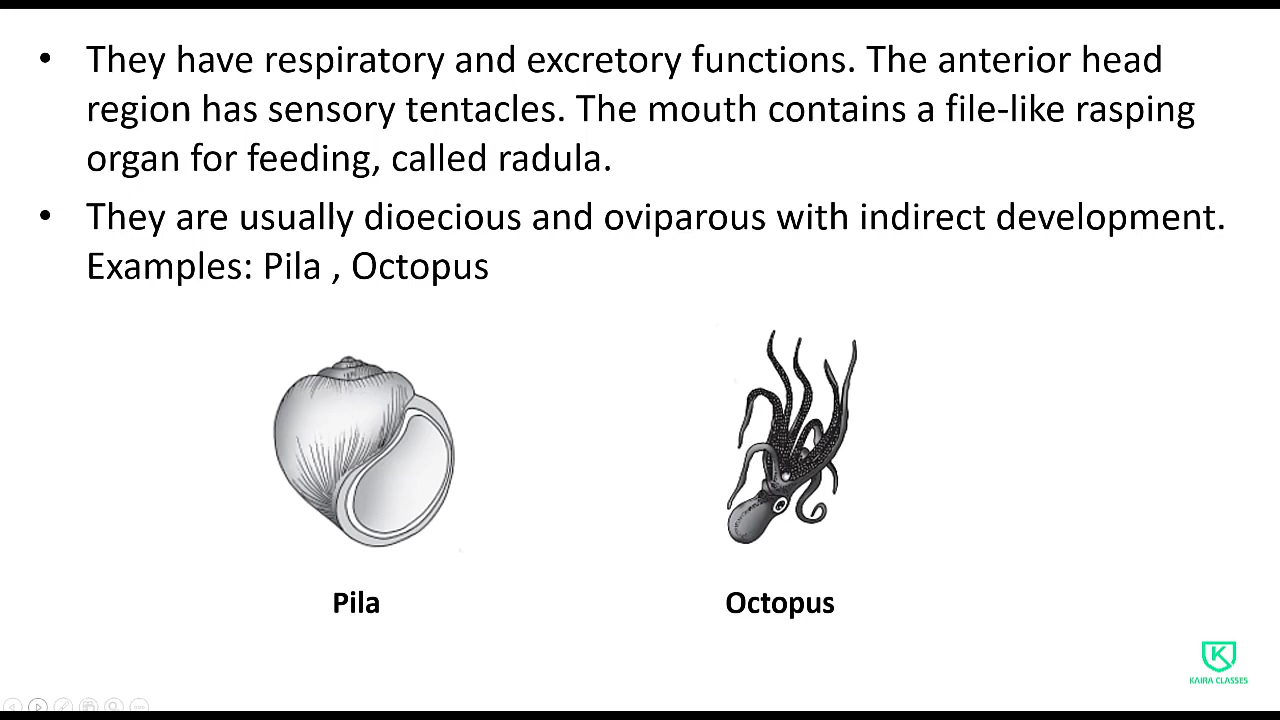 • They have respiratory and excretory functions. The anterior head
region has sensory tentacles. The mouth contains a file-like rasping
organ for feeding, called radula.
• They are usually dioecious and oviparous with indirect development.
Examples: Pila , Octopus
Pila
Octopus
K
KAIRA CLASSES